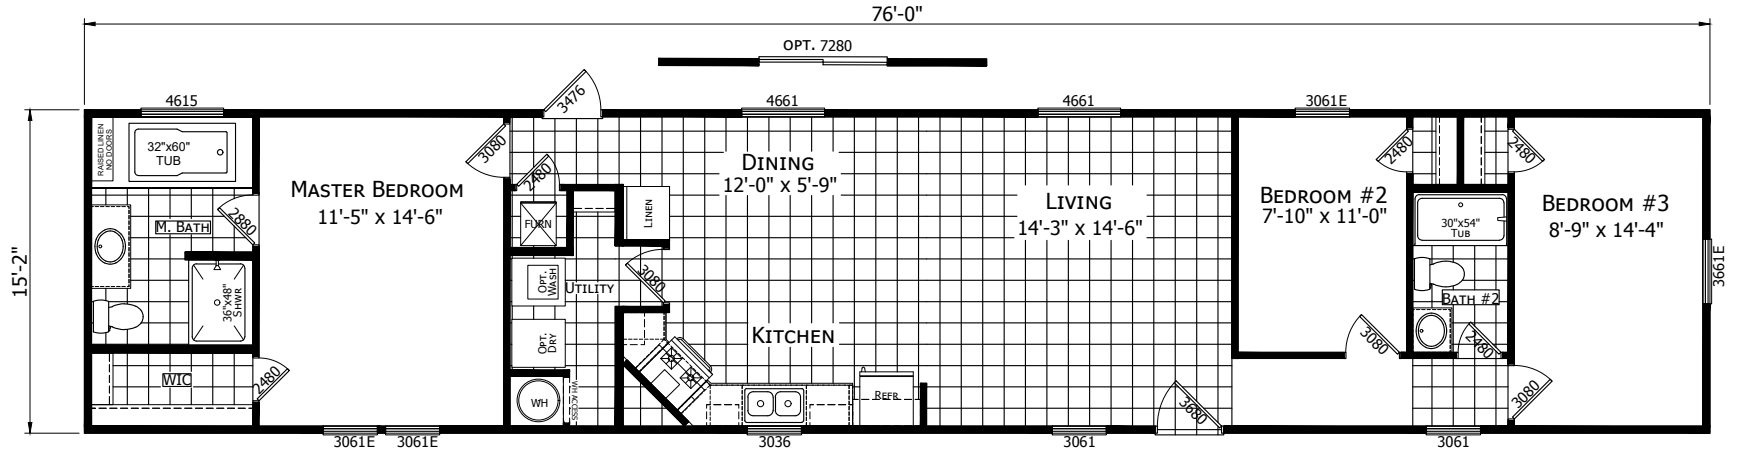 76'-0"
OPT. 7280
4615
3476
4661
4661
3061E
15'-2"
RAISED LINEN
NO DOORS
32"x60"
TUB
3080
2480
DINING
12'-0" x 5'-9"
2480
2480
MASTER BEDROOM
11'-5" x 14'-6"
LIVING
14'-3" x 14'-6"
BEDROOM #2
7'-10" x 11'-0"
BEDROOM #3
8'-9" x 14'-4"
2880
M. BATH
FURN
LINEN
30"x54"
TUB
3661E
36"x48"
SHWR
OPT.
WASH
UTILITY
3080
BATH #2
OPT.
DRY
KITCHEN
3080
2480
WIC
2480
WH
WH ACCESS
REFR.
3680
3080
3061E
3061E
3036
3061
3061